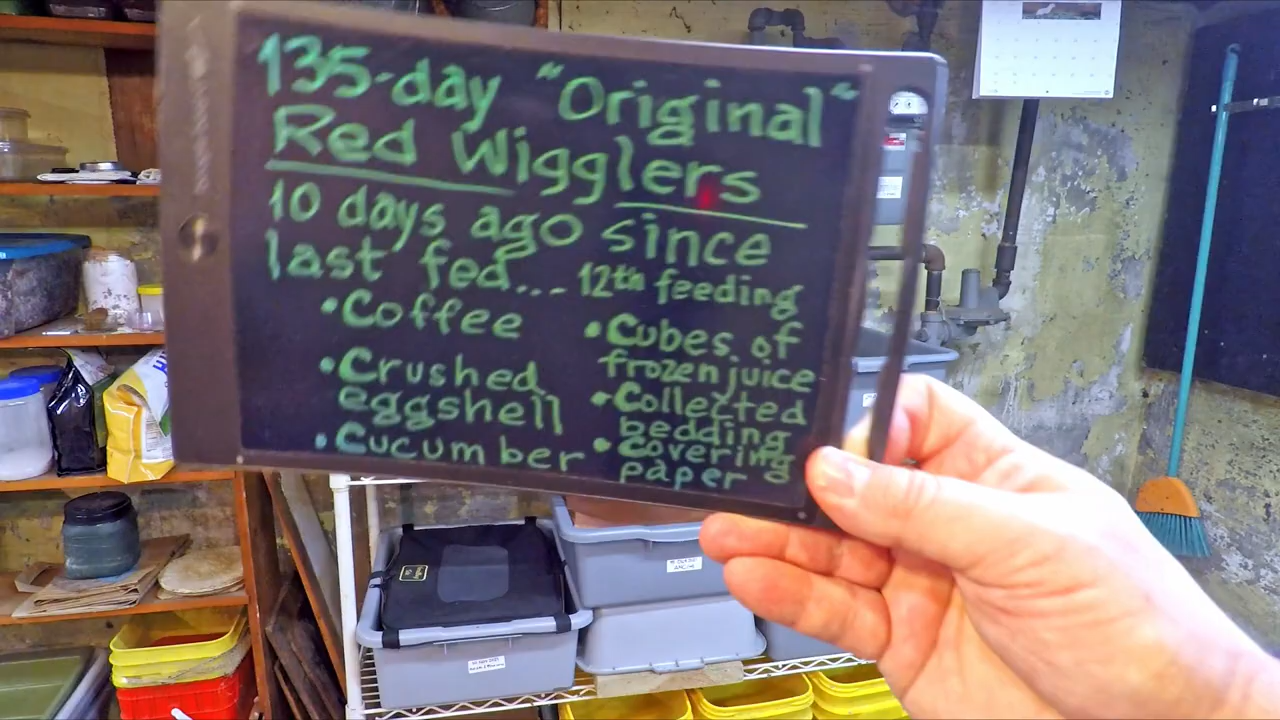 135-day "Original"
Red Wigglers
10 days ago since
last fed... 12th feeding
• Coffee
• Crushed
eggshell
• Cucumber
• Cubes of
frozen juice
• Collected
bedding
• Covering
paper